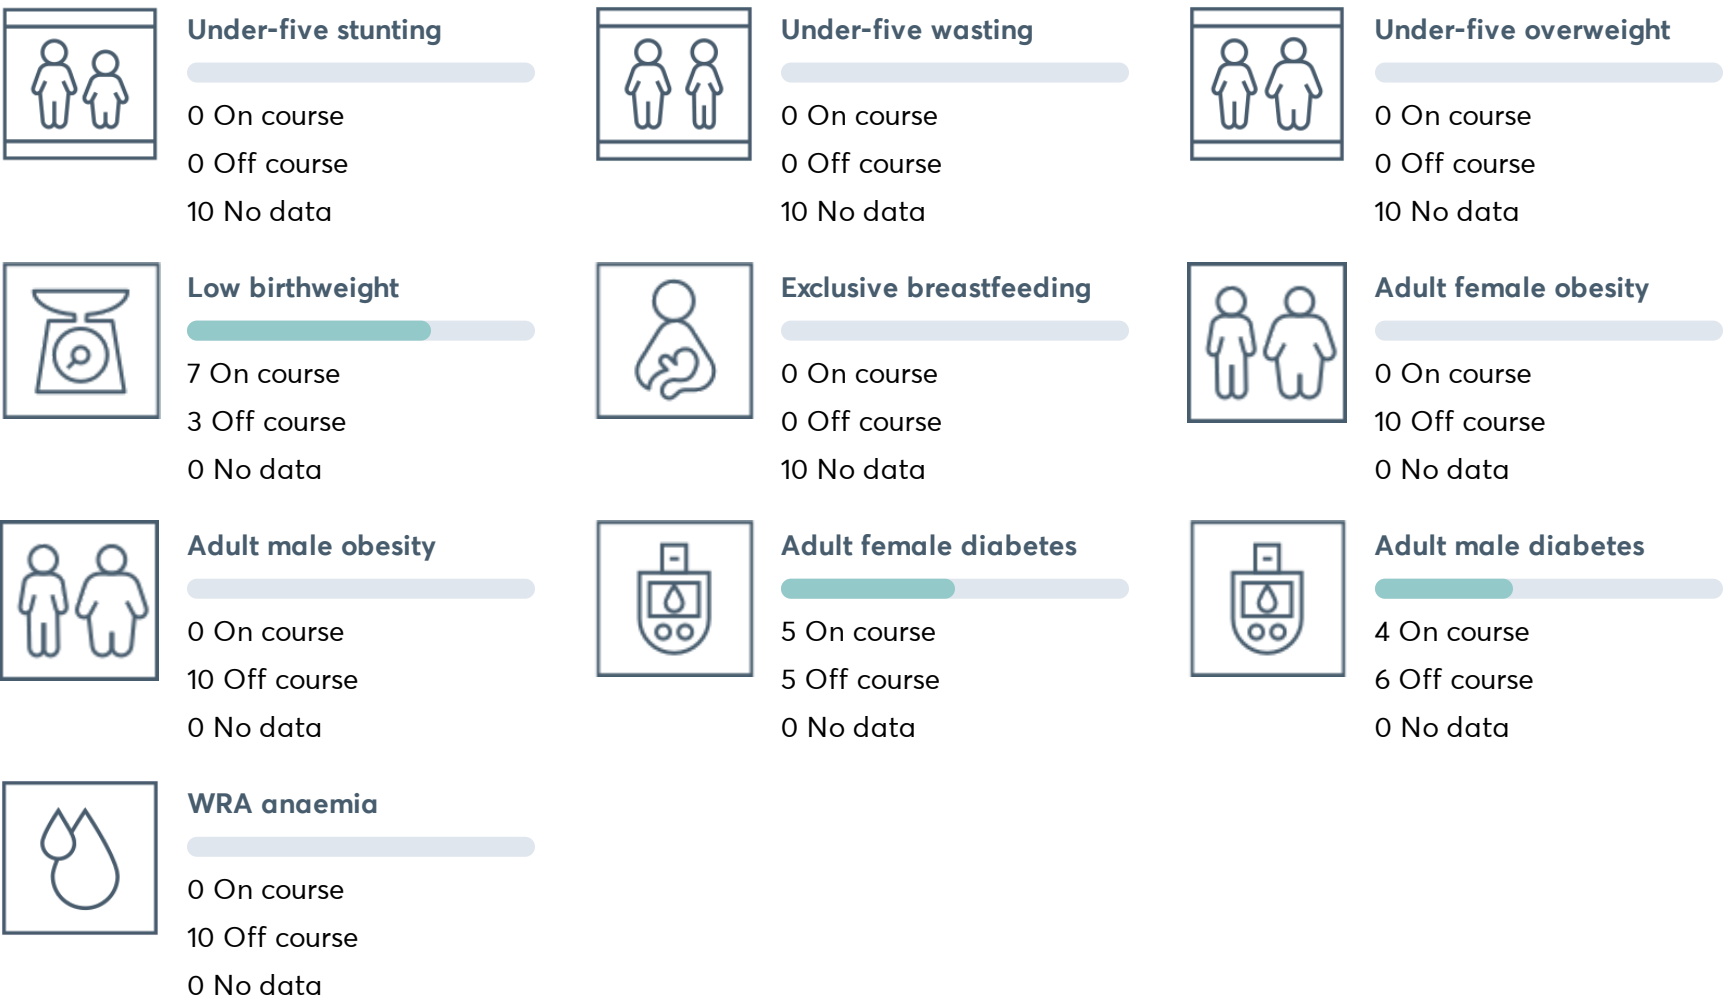 Under-five stunting
0 On course
0 Off course
10 No data
Under-five wasting
0 On course
0 Off course
10 No data
Under-five overweight
0 On course
0 Off course
10 No data
Low birthweight
7 On course
3 Off course
0 No data
Exclusive breastfeeding
0 On course
0 Off course
10 No data
Adult female obesity
0 On course
10 Off course
0 No data
Adult male obesity
0 On course
10 Off course
0 No data
Adult female diabetes
5 On course
5 Off course
0 No data
Adult male diabetes
4 On course
6 Off course
0 No data
WRA anaemia
0 On course
10 Off course
0 No data